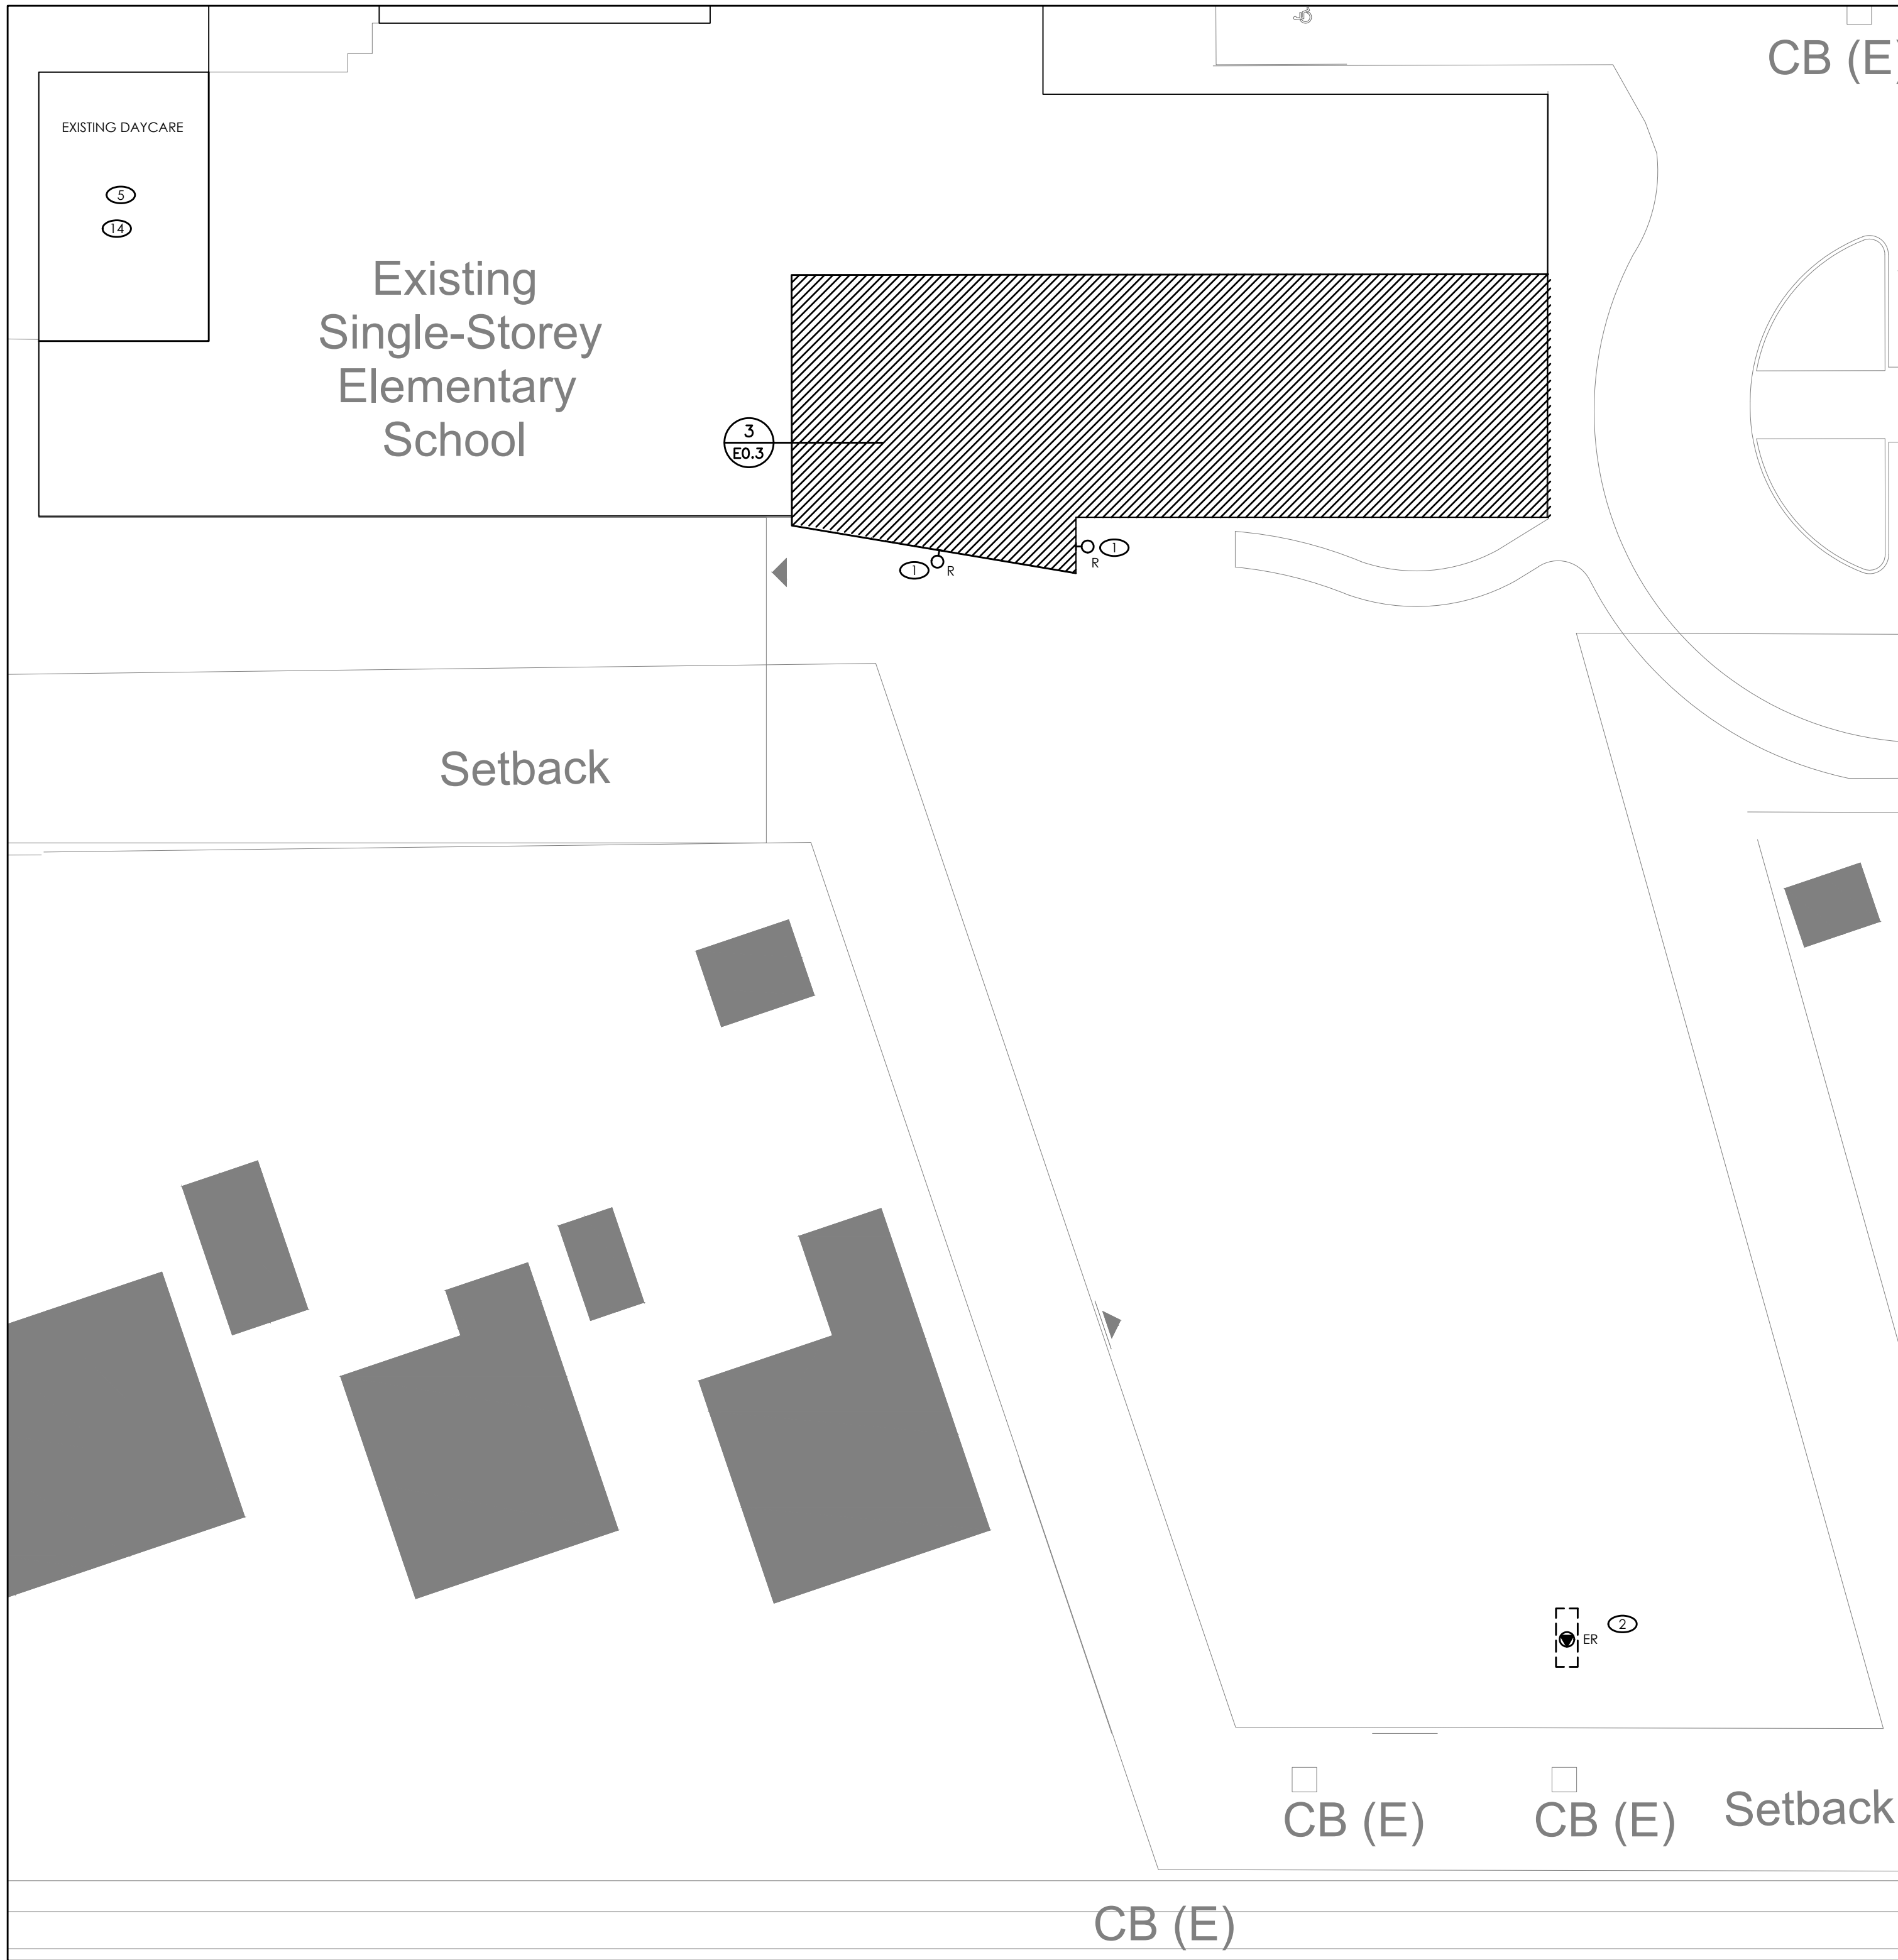 CB (E)
EXISTING DAYCARE
5
14
Existing
Single-Storey
Elementary
School
3
E0.3
1
R
1
R
Setback
2
ER
CB (E)
CB (E)
Setback
CB (E)